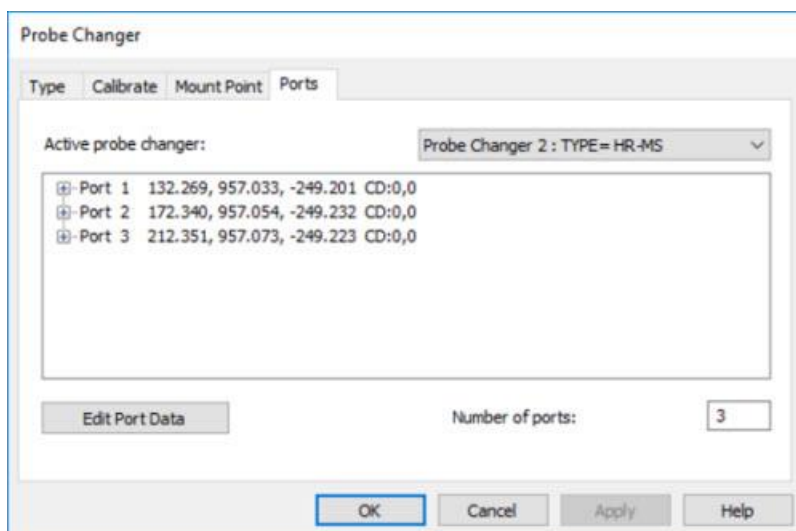 Probe Changer
Type Calibrate Mount Point Ports
Active probe changer: Probe Changer 2 : TYPE= HR-MS
Port 1 132.269, 957.033, -249.201 CD:0,0
Port 2 172.340, 957.054, -249.232 CD:0,0
Port 3 212.351, 957.073, -249.223 CD:0,0
Edit Port Data Number of ports: 3
OK Cancel Apply Help